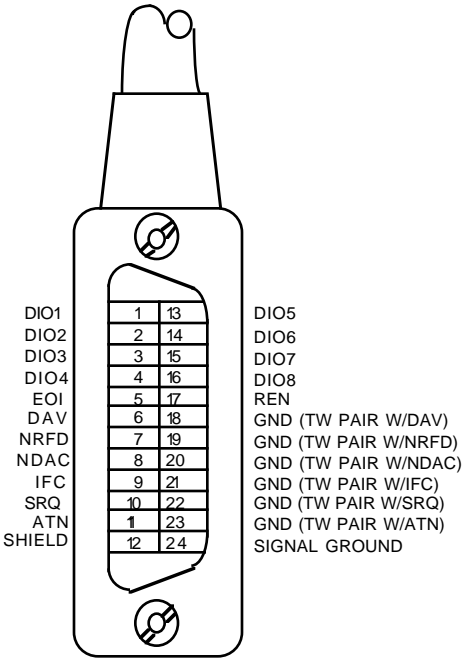 DIO1 1 13 DIO5
DIO2 2 14 DIO6
DIO3 3 15 DIO7
DIO4 4 16 DIO8
EOI 5 17 REN
DAV 6 18 GND (TW PAIR W/DAV)
NRFD 7 19 GND (TW PAIR W/NRFD)
NDAC 8 20 GND (TW PAIR W/NDAC)
IFC 9 21 GND (TW PAIR W/IFC)
SRQ 10 22 GND (TW PAIR W/SRQ)
ATN 11 23 GND (TW PAIR W/ATN)
SHIELD 12 24 SIGNAL GROUND